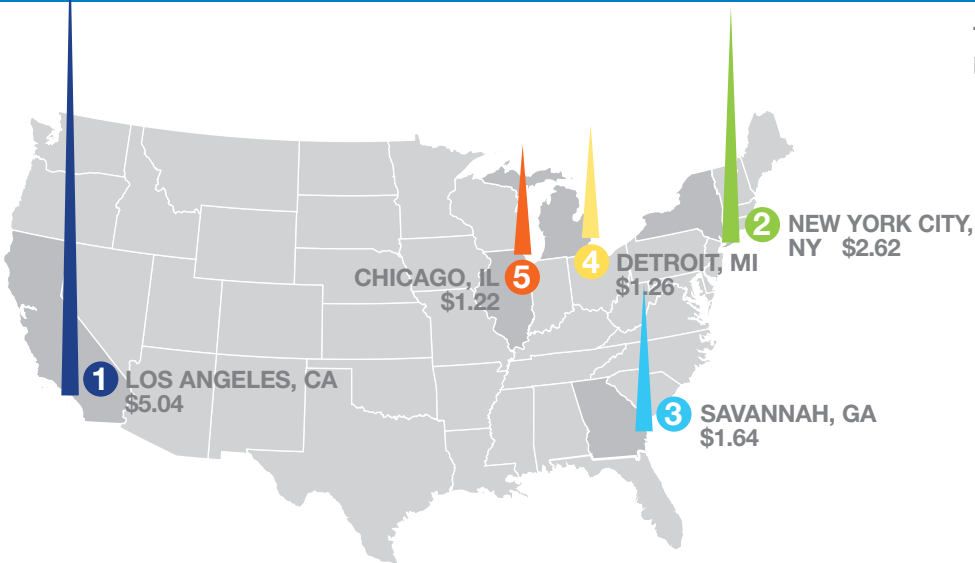 2 NEW YORK CITY,
NY $2.62
CHICAGO, IL 5
$1.22
4 DETROIT, MI
$1.26
1 LOS ANGELES, CA
$5.04
3 SAVANNAH, GA
$1.64